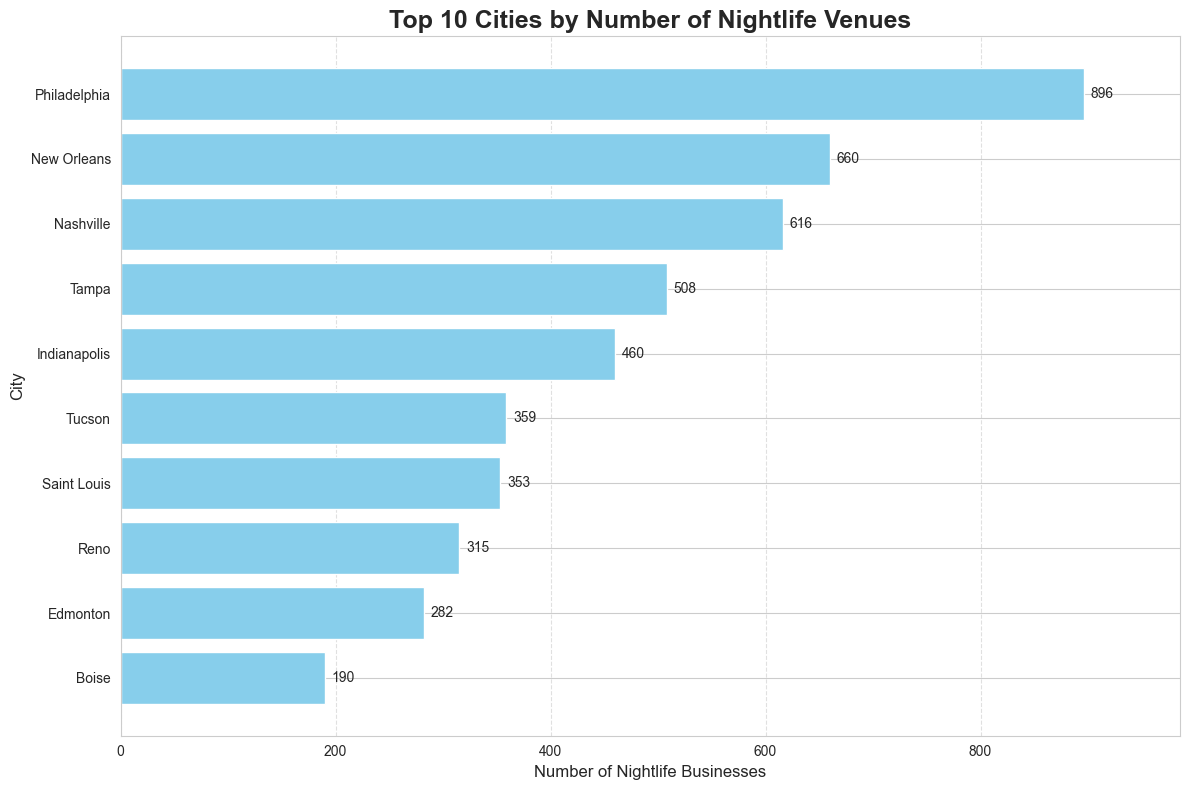 Top 10 Cities by Number of Nightlife Venues
Philadelphia 896
New Orleans 660
Nashville 616
Tampa 508
Indianapolis 460
City
Tucson 359
Saint Louis 353
Reno 315
Edmonton 282
Boise 190
0 200 400 600 800
Number of Nightlife Businesses